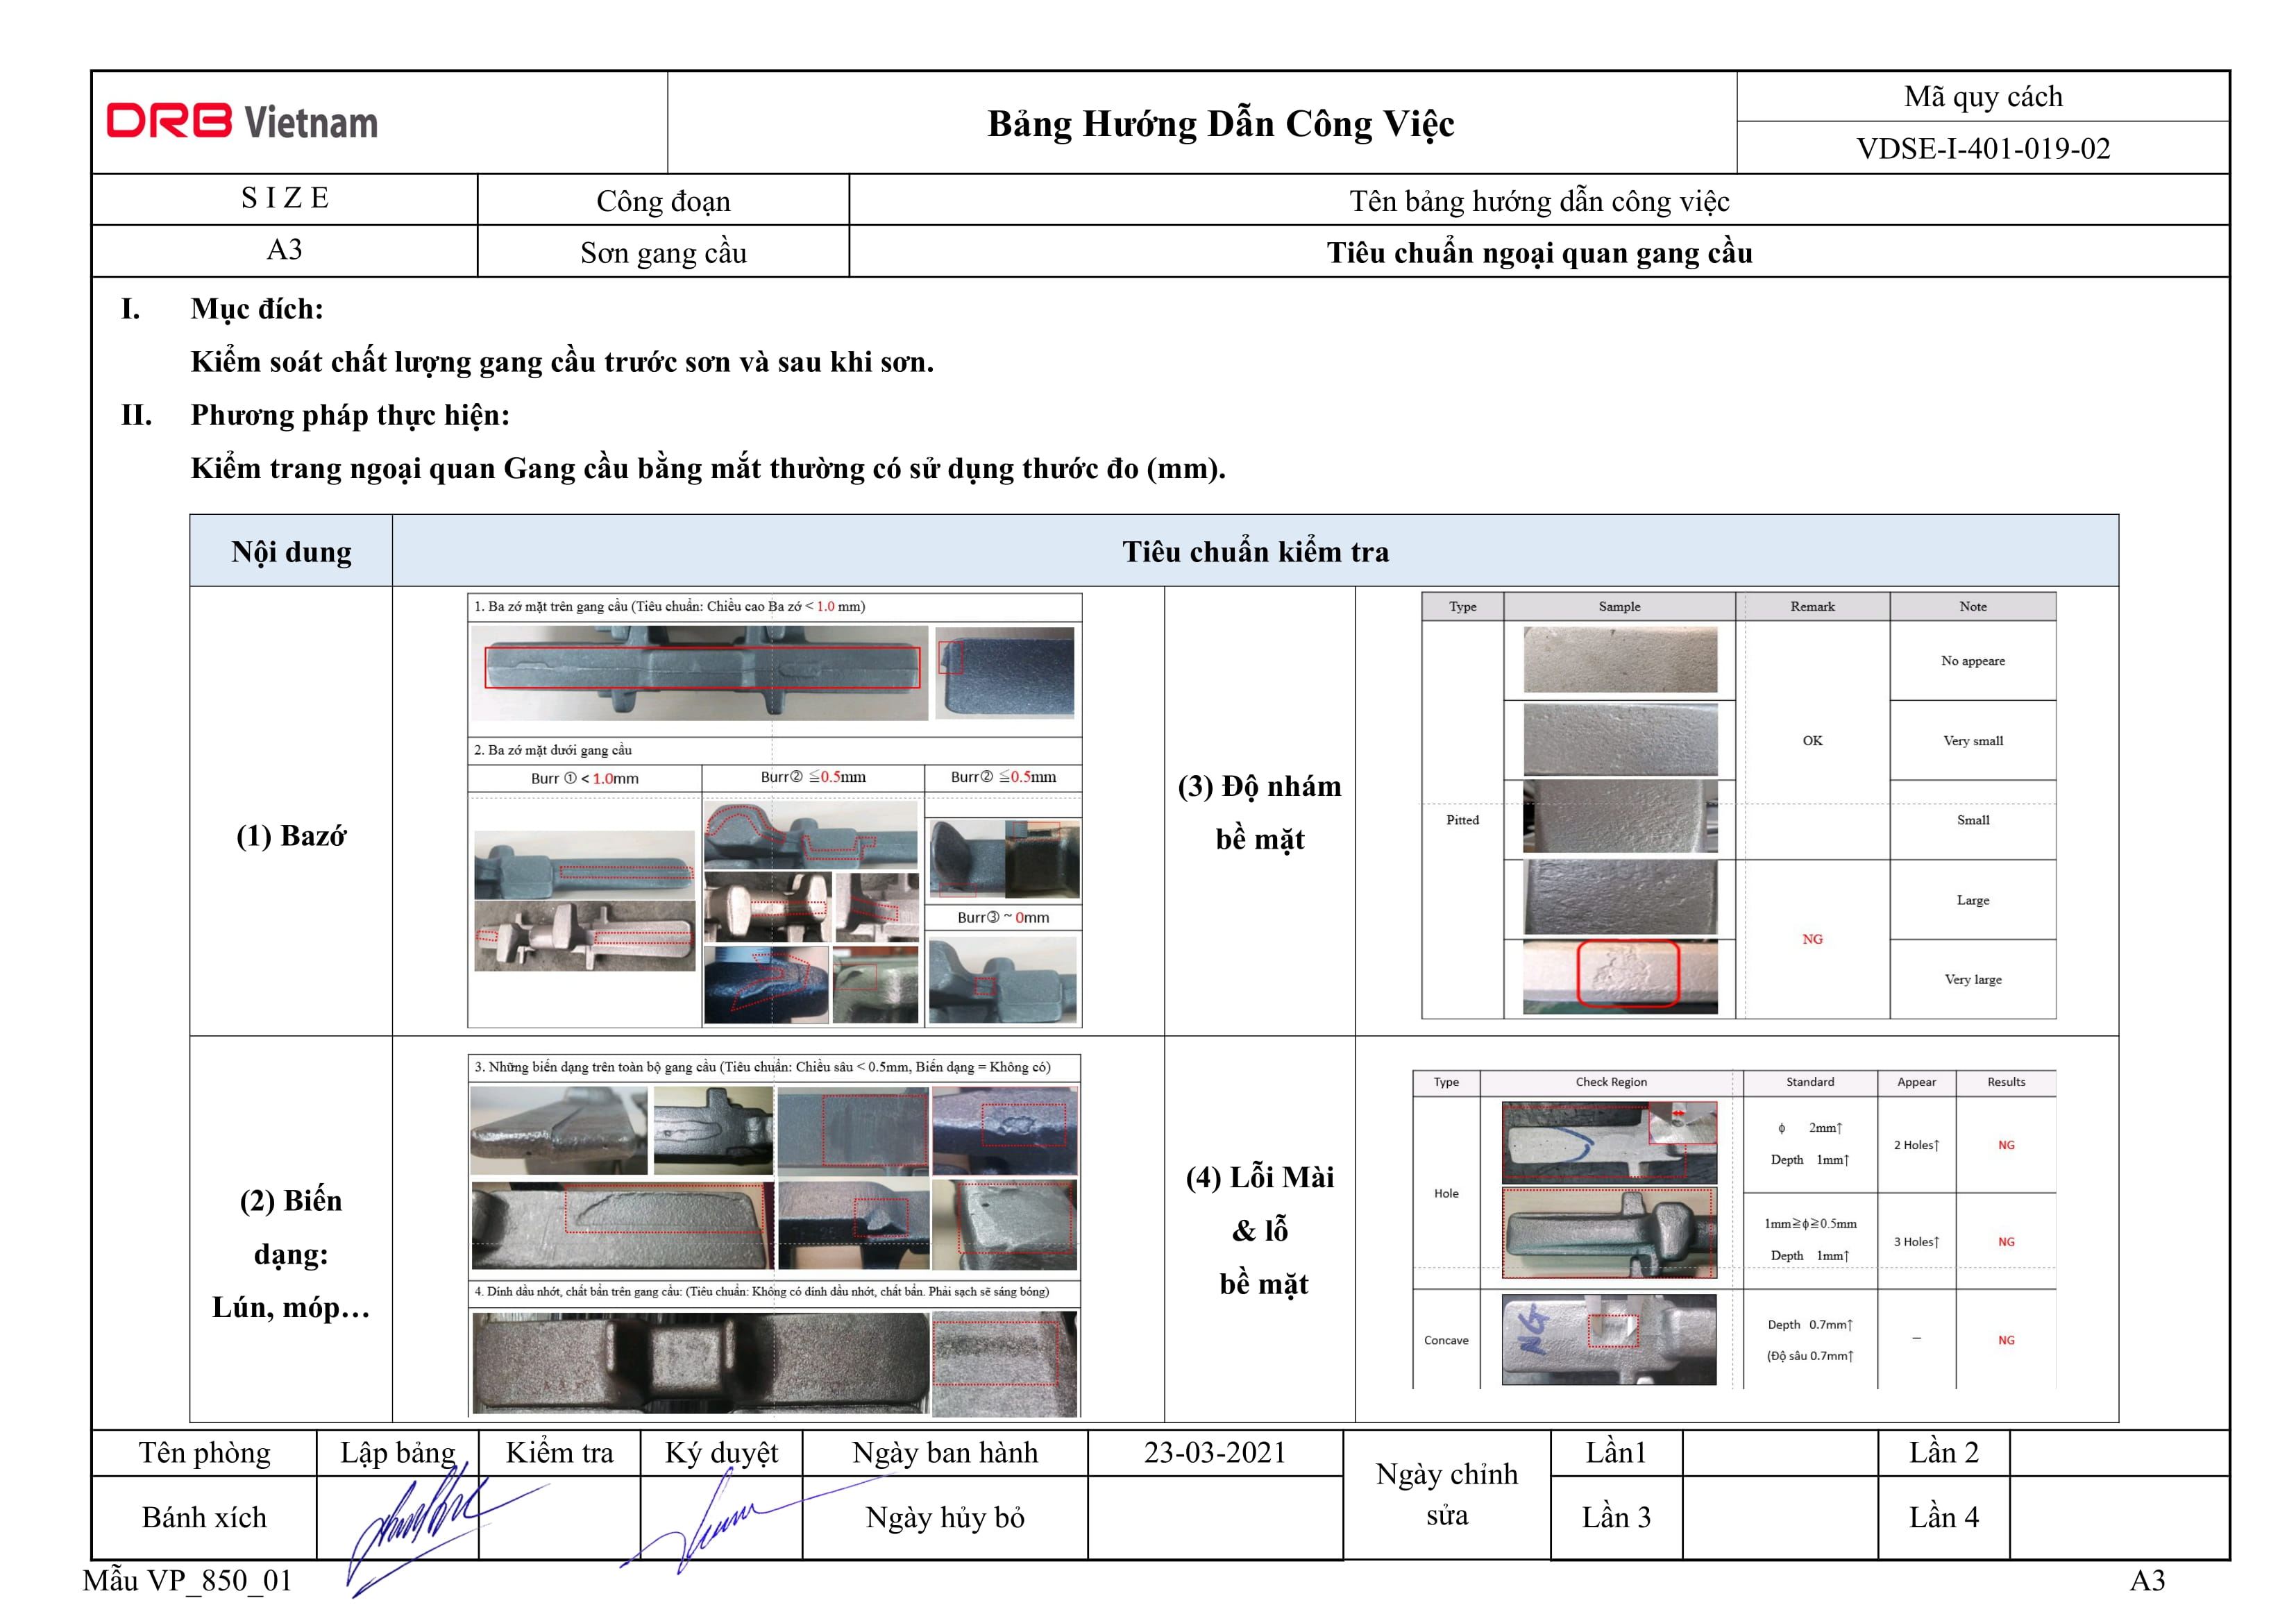 DRB Vietnam
Bảng Hướng Dẫn Công Việc
Mã quy cách
VDSE-I-401-019-02
S I Z E
Công đoạn
Tên bảng hướng dẫn công việc
A3
Sơn gang cầu
Tiêu chuẩn ngoại quan gang cầu
I. Mục đích:
Kiểm soát chất lượng gang cầu trước sơn và sau khi sơn.
II. Phương pháp thực hiện:
Kiểm trang ngoại quan Gang cầu bằng mắt thường có sử dụng thước đo (mm).
Nội dung
Tiêu chuẩn kiểm tra
(1) Bazớ
1. Ba zớ mặt trên gang cầu (Tiêu chuẩn: Chiều cao Ba zớ < 1.0 mm)
2. Ba zớ mặt dưới gang cầu
Burr ① < 1.0mm
Burr② ≦0.5mm
Burr② ≦0.5mm
Burr③ ~ 0mm
(3) Độ nhám
bề mặt
Type
Sample
Remark
Note
Pitted
OK
No appeare
Very small
Small
NG
Large
Very large
(2) Biến
dạng:
Lún, móp…
3. Những biến dạng trên toàn bộ gang cầu (Tiêu chuẩn: Chiều sâu < 0.5mm, Biến dạng = Không có)
4. Dính dầu nhớt, chất bẩn trên gang cầu: (Tiêu chuẩn: Không có dính dầu nhớt, chất bẩn. Phải sạch sẽ sáng bóng)
(4) Lỗi Mài
& lỗ
bề mặt
Type
Check Region
Standard
Appear
Results
Hole
ϕ 2mm↑
Depth 1mm↑
2 Holes↑
NG
1mm≧ϕ≧0.5mm
Depth 1mm↑
3 Holes↑
NG
Concave
NG
Depth 0.7mm↑
(Độ sâu 0.7mm↑
–
NG
Tên phòng
Lập bảng
Kiểm tra
Ký duyệt
Ngày ban hành
23-03-2021
Ngày chỉnh
sửa
Lần1
Lần 2
Bánh xích
Ngày hủy bỏ
Lần 3
Lần 4
Mẫu VP_850_01
A3